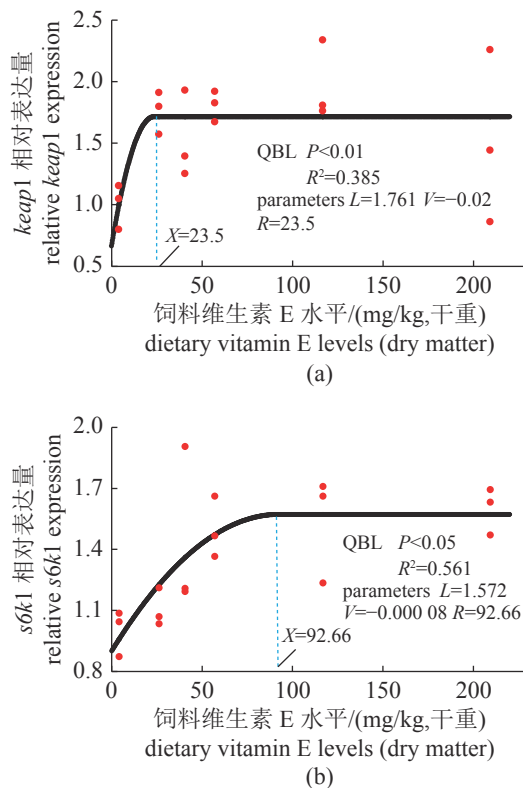 (a)
2.5
2.0
1.5
1.0
0.5
keap1 相对表达量
relative keap1 expression
QBL P<0.01
R²=0.385
parameters L=1.761 V=−0.02
R=23.5
X=23.5
0 50 100 150 200
饲料维生素 E 水平/(mg/kg,干重)
dietary vitamin E levels (dry matter)
(a)
2.0
1.7
1.4
1.1
0.8
s6k1 相对表达量
relative s6k1 expression
QBL P<0.05
R²=0.561
parameters L=1.572
V=−0.000 08 R=92.66
X=92.66
0 50 100 150 200
饲料维生素 E 水平/(mg/kg,干重)
dietary vitamin E levels (dry matter)
(b)